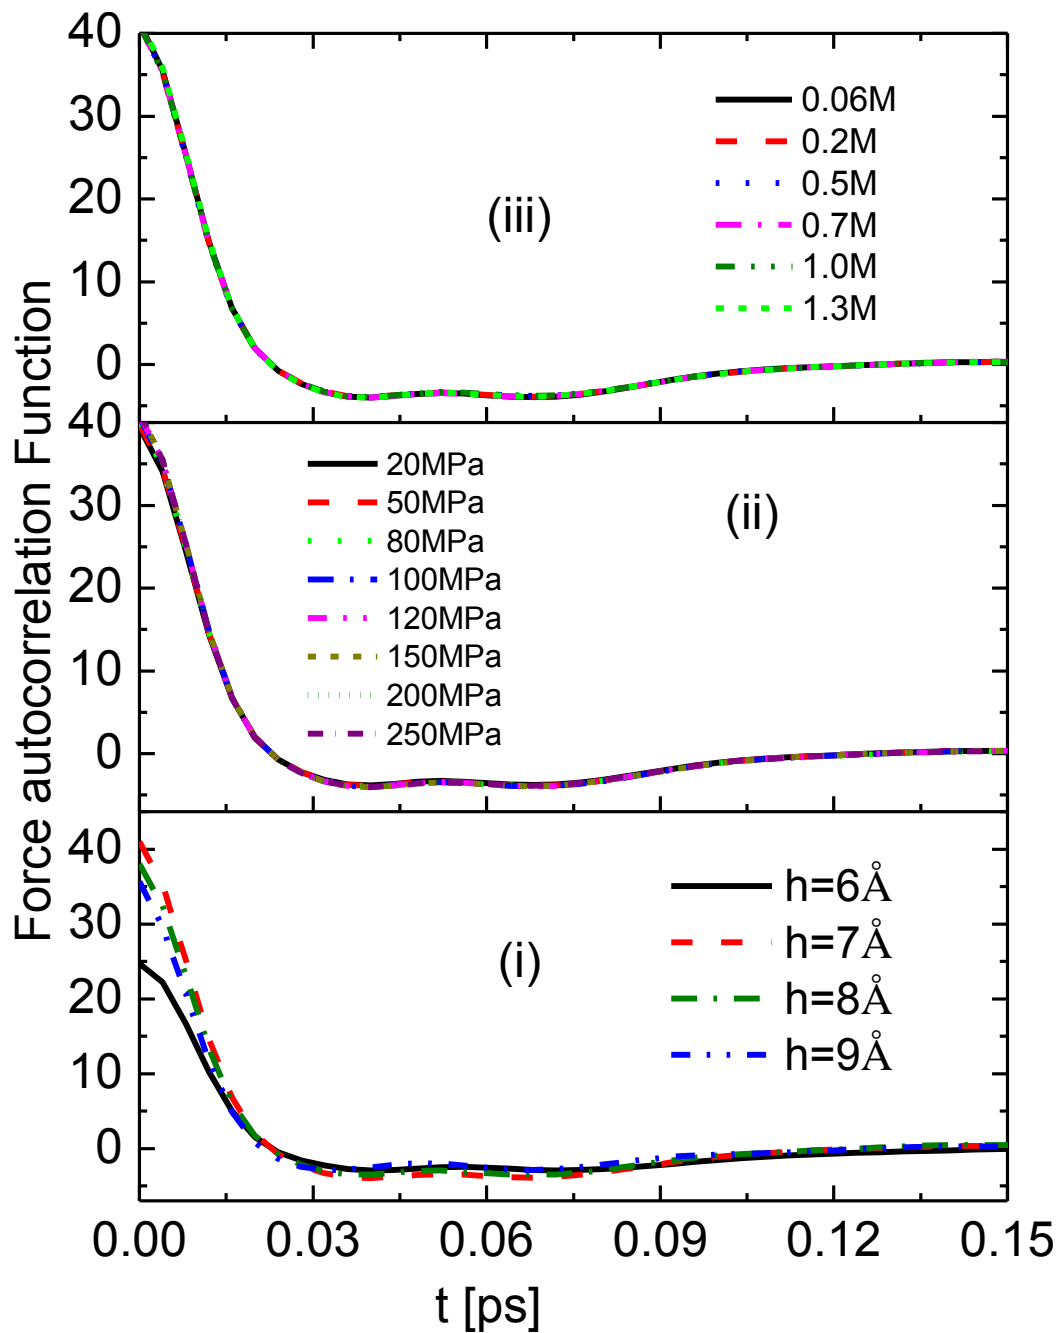 Force autocorrelation Function
40
30
20
10
0
(iii)
0.06M
0.2M
0.5M
0.7M
1.0M
1.3M
40
30
20
10
0
20MPa
50MPa
80MPa
100MPa
120MPa
150MPa
200MPa
250MPa
(ii)
40
30
20
10
0
(i)
h=6Å
h=7Å
h=8Å
h=9Å
0.00 0.03 0.06 0.09 0.12 0.15
t [ps]